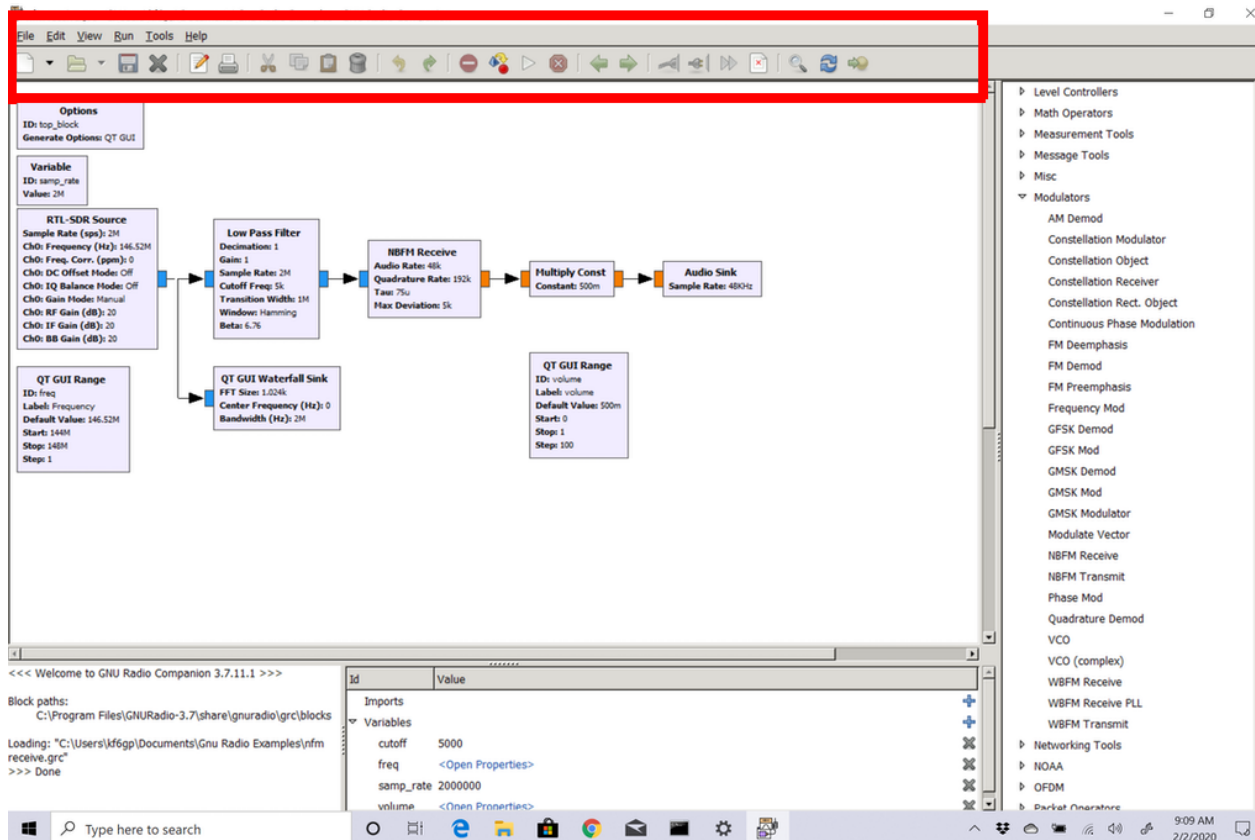 File Edit View Run Tools Help
Options
ID: top_block
Generate Options: QT GUI
Variable
ID: samp_rate
Value: 2M
RTL-SDR Source
Sample Rate (sps): 2M
Ch0: Frequency (Hz): 146.52M
Ch0: Freq. Corr. (ppm): 0
Ch0: DC Offset Mode: Off
Ch0: IQ Balance Mode: Off
Ch0: Gain Mode: Manual
Ch0: RF Gain (dB): 20
Ch0: IF Gain (dB): 20
Ch0: BB Gain (dB): 20
Low Pass Filter
Decimation: 1
Gain: 1
Sample Rate: 2M
Cutoff Freq: 5k
Transition Width: 1M
Window: Hamming
Beta: 6.76
NBFM Receive
Audio Rate: 48k
Quadrature Rate: 192k
Tau: 75u
Max Deviation: 5k
Multiply Const
Constant: 500m
Audio Sink
Sample Rate: 48KHz
QT GUI Range
ID: freq
Label: Frequency
Default Value: 146.52M
Start: 144M
Stop: 148M
Step: 1
QT GUI Waterfall Sink
FFT Size: 1.024k
Center Frequency (Hz): 0
Bandwidth (Hz): 2M
QT GUI Range
ID: volume
Label: volume
Default Value: 500m
Start: 0
Stop: 1
Step: 100
Level Controllers
Math Operators
Measurement Tools
Message Tools
Misc
Modulators
AM Demod
Constellation Modulator
Constellation Object
Constellation Receiver
Constellation Rect. Object
Continuous Phase Modulation
FM Deemphasis
FM Demod
FM Preemphasis
Frequency Mod
GFSK Demod
GFSK Mod
GMSK Demod
GMSK Mod
GMSK Modulator
Modulate Vector
NBFM Receive
NBFM Transmit
Phase Mod
Quadrature Demod
VCO
VCO (complex)
WBFM Receive
WBFM Receive PLL
WBFM Transmit
Networking Tools
NOAA
OFDM
Packet Operators
<<< Welcome to GNU Radio Companion 3.7.11.1 >>>
Block paths:
C:\Program Files\GNURadio-3.7\share\gnuradio\grc\blocks
Loading: "C:\Users\kf6gp\Documents\Gnu Radio Examples\nfm
receive.grc"
>>> Done
Id Value
Imports
Variables
cutoff 5000
freq <Open Properties>
samp_rate 2000000
volume <Open Properties>
Type here to search
9:09 AM
2/2/2020